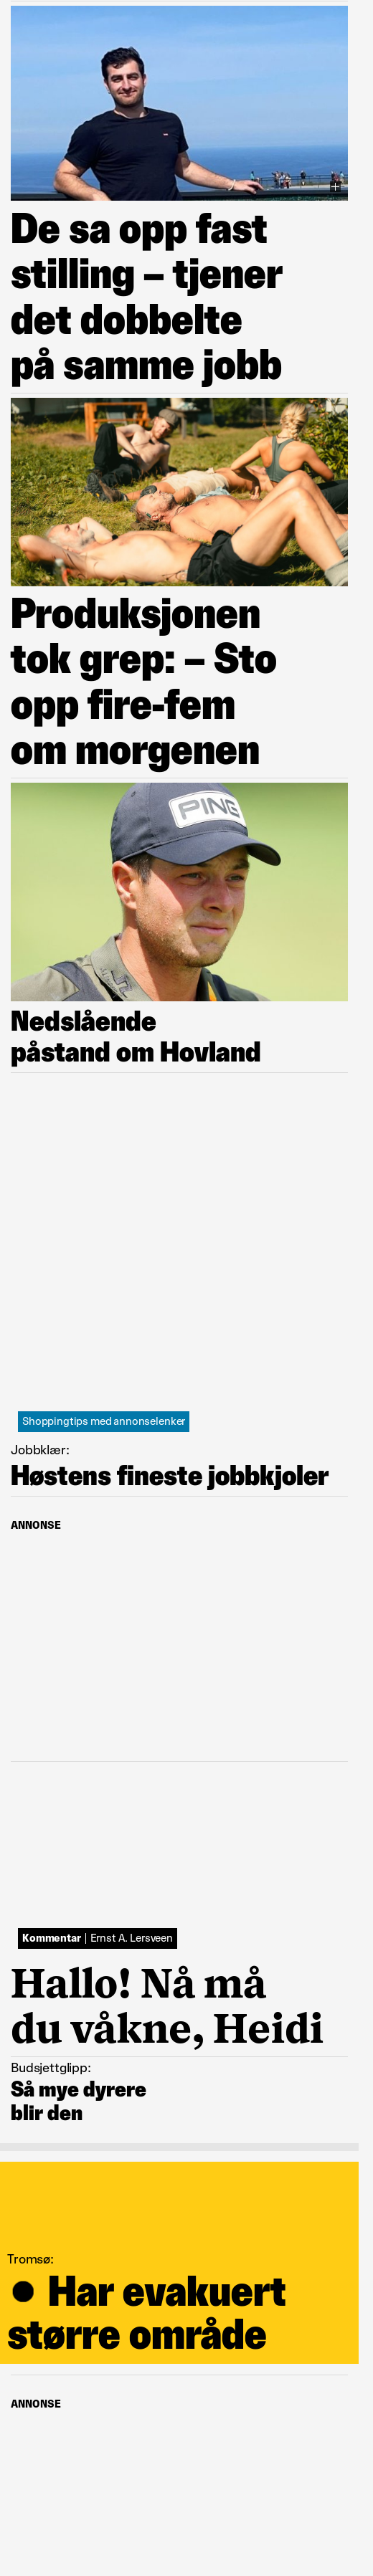 De sa opp fast
stilling – tjener
det dobbelte
på samme jobb
Produksjonen
tok grep: – Sto
opp fire-fem
om morgenen
PING
Nedslående
påstand om Hovland
Shoppingtips med annonselenker
Jobbklær:
Høstens fineste jobbkjoler
ANNONSE
Kommentar | Ernst A. Lersveen
Hallo! Nå må
du våkne, Heidi
Budsjettglipp:
Så mye dyrere
blir den
Tromsø:
● Har evakuert
større område
ANNONSE